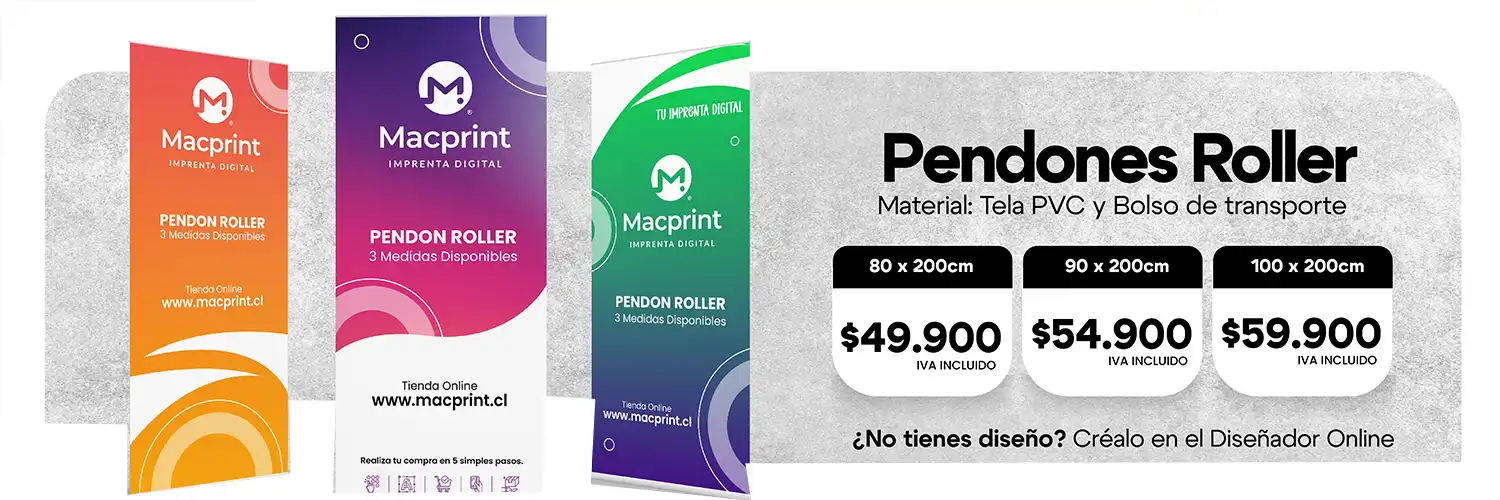 Macprint
IMPRENTA DIGITAL
PENDON ROLLER
3 Medidas Disponibles
Tienda Online
www.macprint.cl
M
®
Macprint
IMPRENTA DIGITAL
PENDON ROLLER
3 Medidas Disponibles
Tienda Online
www.macprint.cl
Realiza tu compra en 5 simples pasos.
TU IMPRENTA DIGITAL
Macprint
IMPRENTA DIGITAL
PENDON ROLLER
3 Medidas Disponibles
Tienda Online
www.macprint.cl
Pendones Roller
Material: Tela PVC y Bolso de transporte
80 x 200cm
$49.900
IVA INCLUIDO
90 x 200cm
$54.900
IVA INCLUIDO
100 x 200cm
$59.900
IVA INCLUIDO
¿No tienes diseño? Créalo en el Diseñador Online